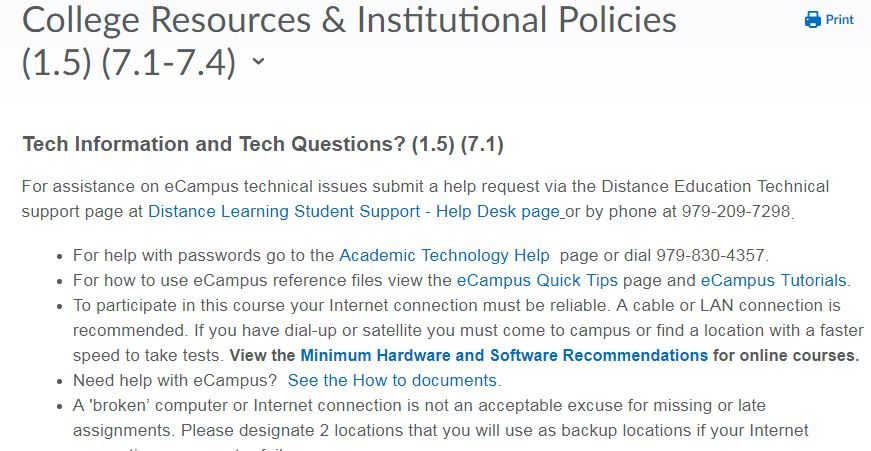 College Resources & Institutional Policies
Print
(1.5) (7.1-7.4)
Tech Information and Tech Questions? (1.5) (7.1)
For assistance on eCampus technical issues submit a help request via the Distance Education Technical
support page at Distance Learning Student Support - Help Desk page or by phone at 979-209-7298.
• For help with passwords go to the Academic Technology Help page or dial 979-830-4357.
• For how to use eCampus reference files view the eCampus Quick Tips page and eCampus Tutorials.
• To participate in this course your Internet connection must be reliable. A cable or LAN connection is
recommended. If you have dial-up or satellite you must come to campus or find a location with a faster
speed to take tests. View the Minimum Hardware and Software Recommendations for online courses.
• Need help with eCampus? See the How to documents.
• A 'broken’ computer or Internet connection is not an acceptable excuse for missing or late
assignments. Please designate 2 locations that you will use as backup locations if your Internet